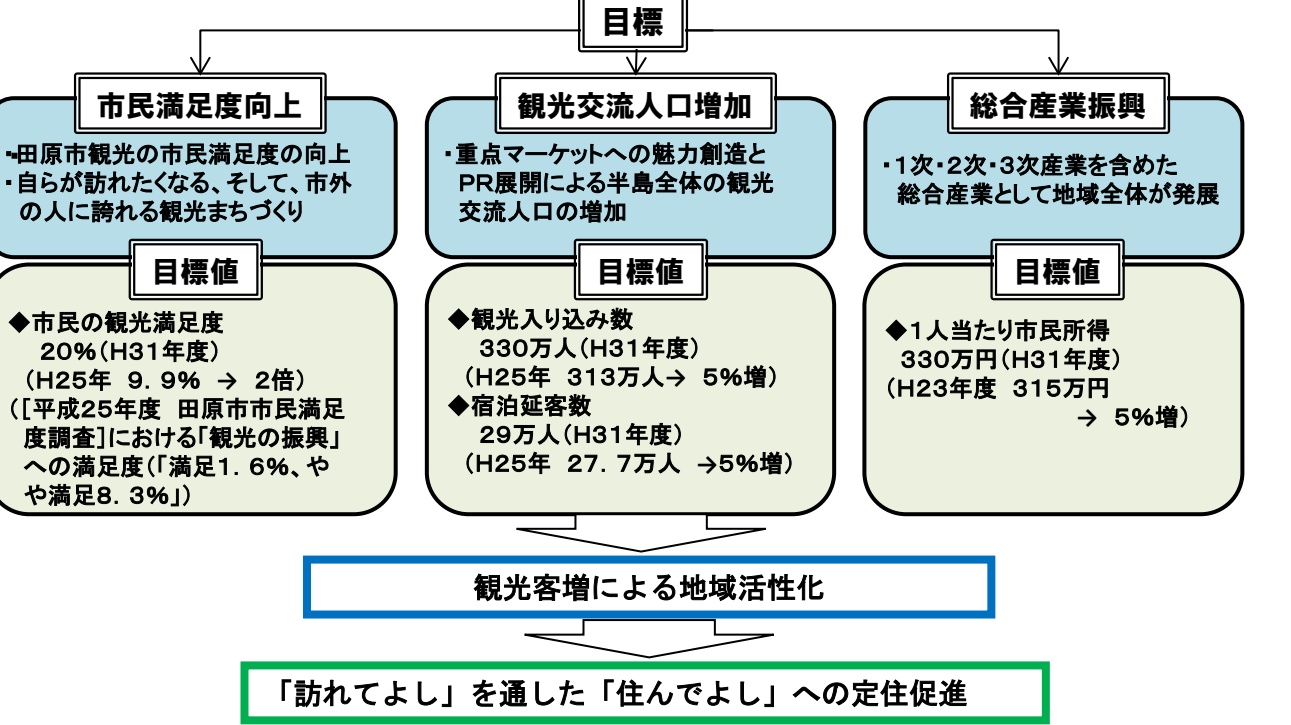 目標
市民満足度向上
・田原市観光の市民満足度の向上
・自らが訪れたくなる、そして、市外
の人に誇れる観光まちづくり
目標値
◆市民の観光満足度
20%(H31年度)
(H25年 9.9% → 2倍)
([平成25年度 田原市市民満足
度調査]における「観光の振興」
への満足度(「満足1.6%、や
や満足8.3%」)
観光交流人口増加
・重点マーケットへの魅力創造と
PR展開による半島全体の観光
交流人口の増加
目標値
◆観光入り込み数
330万人(H31年度)
(H25年 313万人→ 5%増)
◆宿泊延客数
29万人(H31年度)
(H25年 27.7万人 →5%増)
総合産業振興
・1次・2次・3次産業を含めた
総合産業として地域全体が発展
目標値
◆1人当たり市民所得
330万円(H31年度)
(H23年度 315万円
→ 5%増)
観光客増による地域活性化
「訪れてよし」を通した「住んでよし」への定住促進